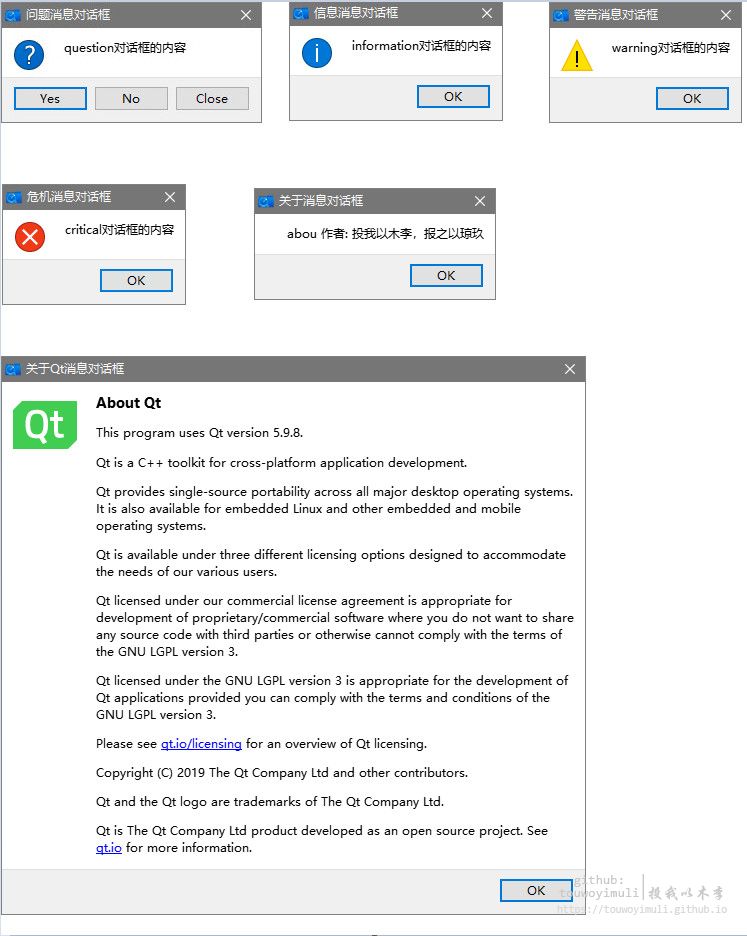 问题消息对话框
question对话框的内容
Yes No Close
信息消息对话框
information对话框的内容
OK
警告消息对话框
warning对话框的内容
OK
危机消息对话框
critical对话框的内容
OK
关于消息对话框
abou 作者: 投我以木李，报之以琼玖
OK
关于Qt消息对话框
Qt
About Qt
This program uses Qt version 5.9.8.
Qt is a C++ toolkit for cross-platform application development.
Qt provides single-source portability across all major desktop operating systems.
It is also available for embedded Linux and other embedded and mobile
operating systems.
Qt is available under three different licensing options designed to accommodate
the needs of our various users.
Qt licensed under our commercial license agreement is appropriate for
development of proprietary/commercial software where you do not want to share
any source code with third parties or otherwise cannot comply with the terms of
the GNU LGPL version 3.
Qt licensed under the GNU LGPL version 3 is appropriate for the development of
Qt applications provided you can comply with the terms and conditions of the
GNU LGPL version 3.
Please see qt.io/licensing for an overview of Qt licensing.
Copyright (C) 2019 The Qt Company Ltd and other contributors.
Qt and the Qt logo are trademarks of The Qt Company Ltd.
Qt is The Qt Company Ltd product developed as an open source project. See
qt.io for more information.
OK
github:
touwoyimuli 投我以木李
https://touwoyimuli.github.io